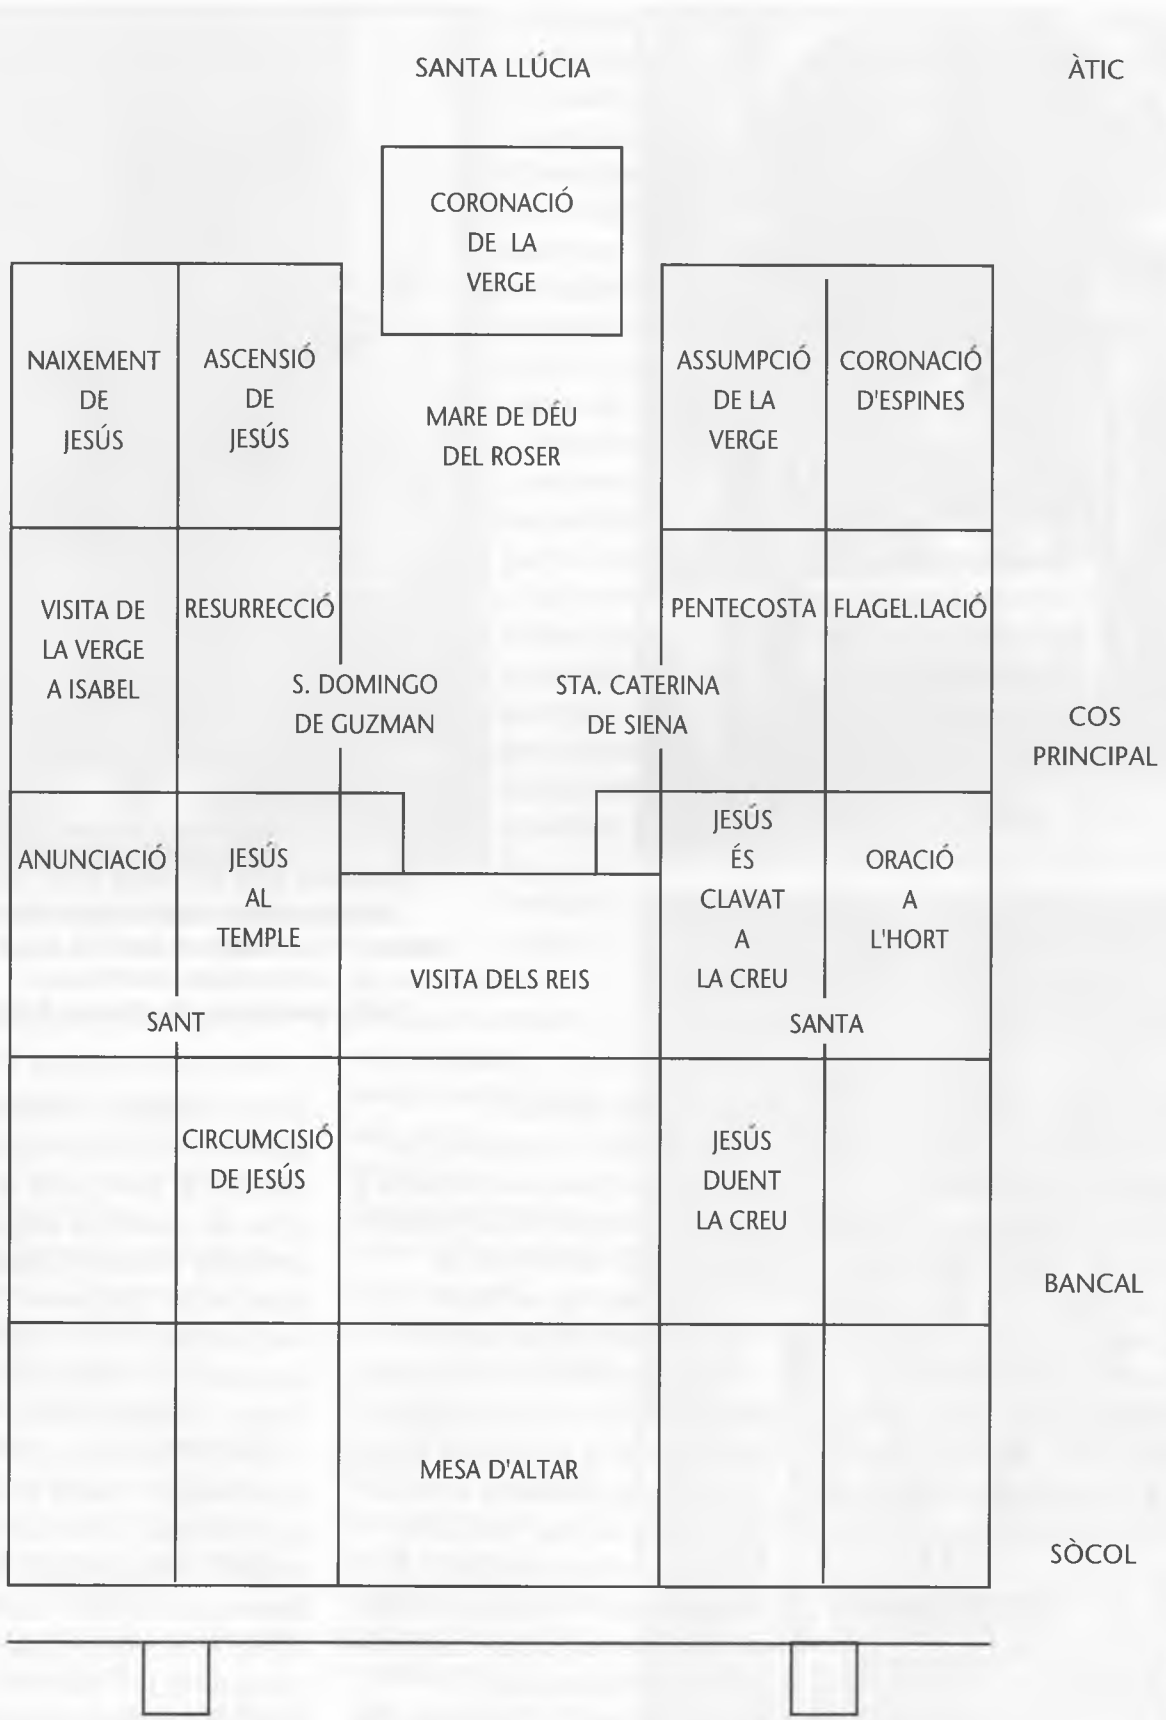 SANTA LLÚCIA
ÀTIC
CORONACIÓ
DE LA
VERGE
NAIXEMENT
DE
JESÚS
ASCENSIÓ
DE
JESÚS
MARE DE DÉU
DEL ROSER
ASSUMPCIÓ
DE LA
VERGE
CORONACIÓ
D'ESPINES
VISITA DE
LA VERGE
A ISABEL
RESURRECCIÓ
S. DOMINGO
DE GUZMAN
STA. CATERINA
DE SIENA
PENTECOSTA
FLAGEL.LACIÓ
COS
PRINCIPAL
ANUNCIACIÓ
JESÚS
AL
TEMPLE
VISITA DELS REIS
JESÚS
ÉS
CLAVAT
A
LA CREU
ORACIÓ
A
L'HORT
SANT
SANTA
CIRCUMCISIÓ
DE JESÚS
JESÚS
DUENT
LA CREU
BANCAL
MESA D'ALTAR
SÒCOL